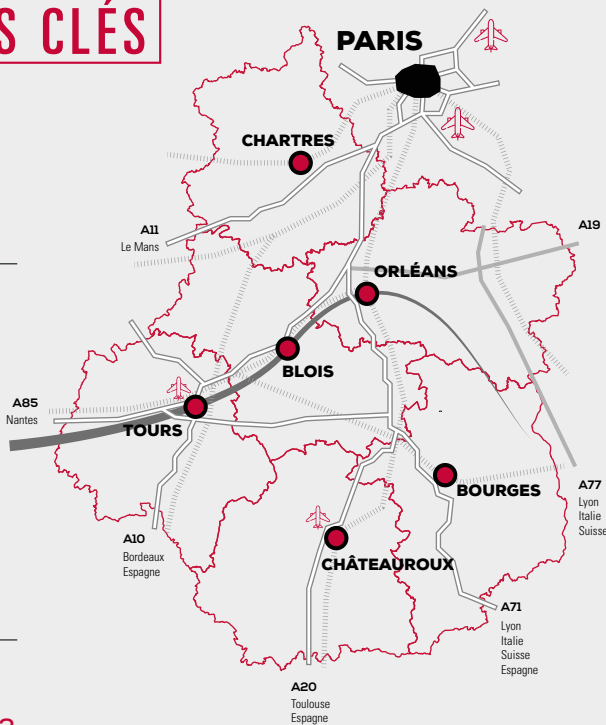 S CLÉS
PARIS
CHARTRES
A11
Le Mans
A19
ORLÉANS
BLOIS
A85
Nantes
TOURS
BOURGES
A77
Lyon
Italie
Suisse
A10
Bordeaux
Espagne
CHÂTEAUROUX
A71
Lyon
Italie
Suisse
Espagne
A20
Toulouse
Espagne